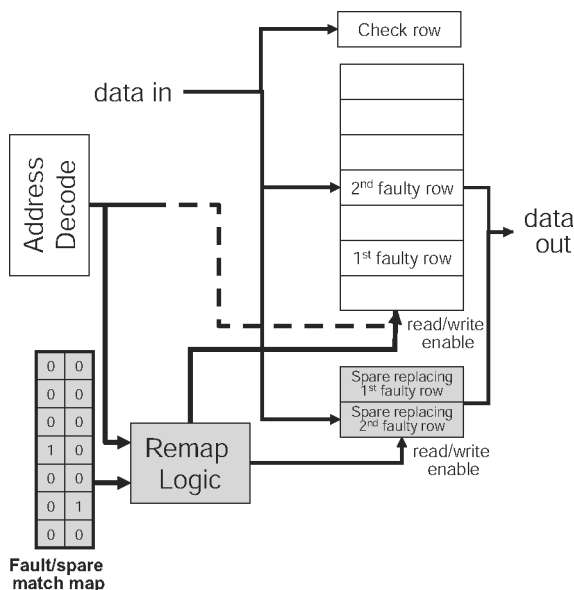 Check row
data in
Address
Decode
2nd faulty row
data
out
1st faulty row
read/write
enable
0 0
0 0
0 0
1 0
0 0
0 1
0 0
Spare replacing
1st faulty row
Spare replacing
2nd faulty row
Remap
Logic
read/write
enable
Fault/spare
match map